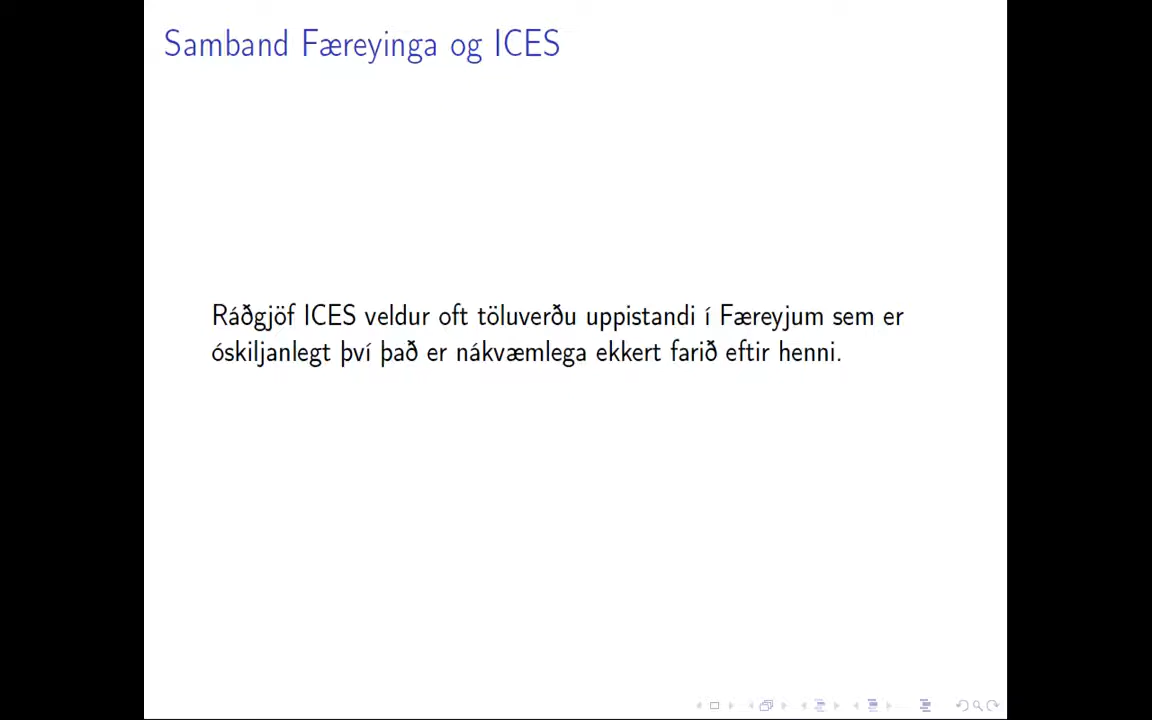 Samband Færeyinga og ICES
Ráðgjöf ICES veldur oft töluverðu uppistandi í Færeyjum sem er
óskiljanlegt því það er nákvæmlega ekkert farið eftir henni.